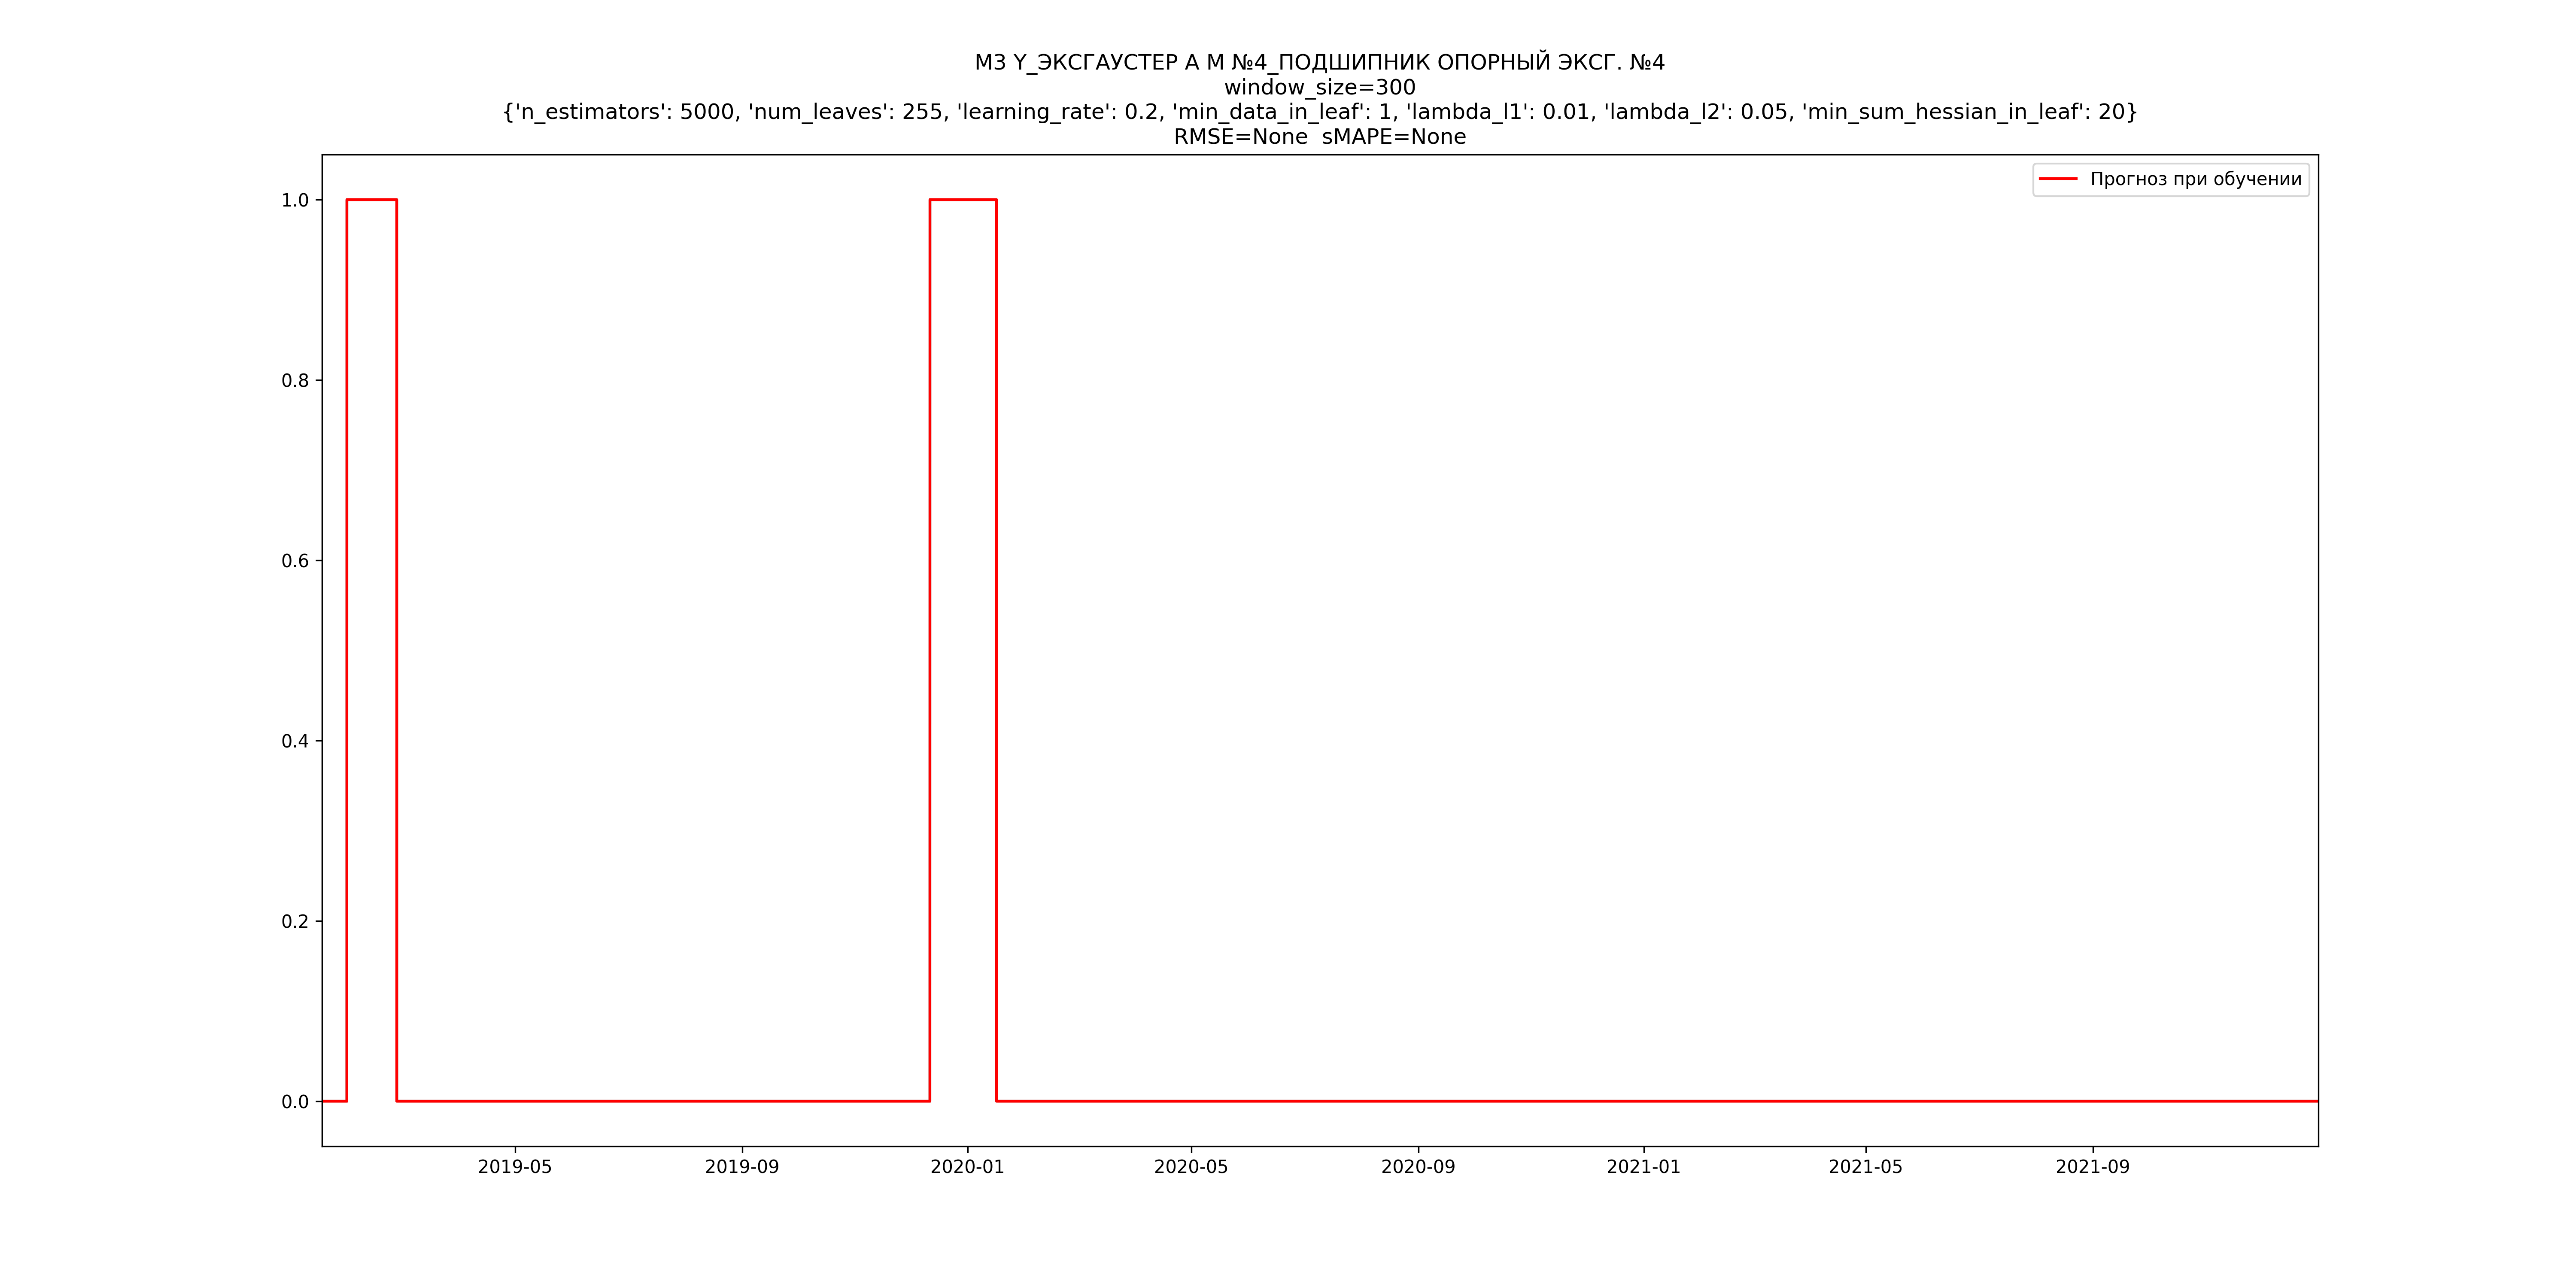 М3 Y_ЭКСГАУСТЕР А М №4_ПОДШИПНИК ОПОРНЫЙ ЭКСГ. №4
window_size=300
{'n_estimators': 5000, 'num_leaves': 255, 'learning_rate': 0.2, 'min_data_in_leaf': 1, 'lambda_l1': 0.01, 'lambda_l2': 0.05, 'min_sum_hessian_in_leaf': 20}
RMSE=None  sMAPE=None
Прогноз при обучении
1.0
0.8
0.6
0.4
0.2
0.0
2019-05
2019-09
2020-01
2020-05
2020-09
2021-01
2021-05
2021-09